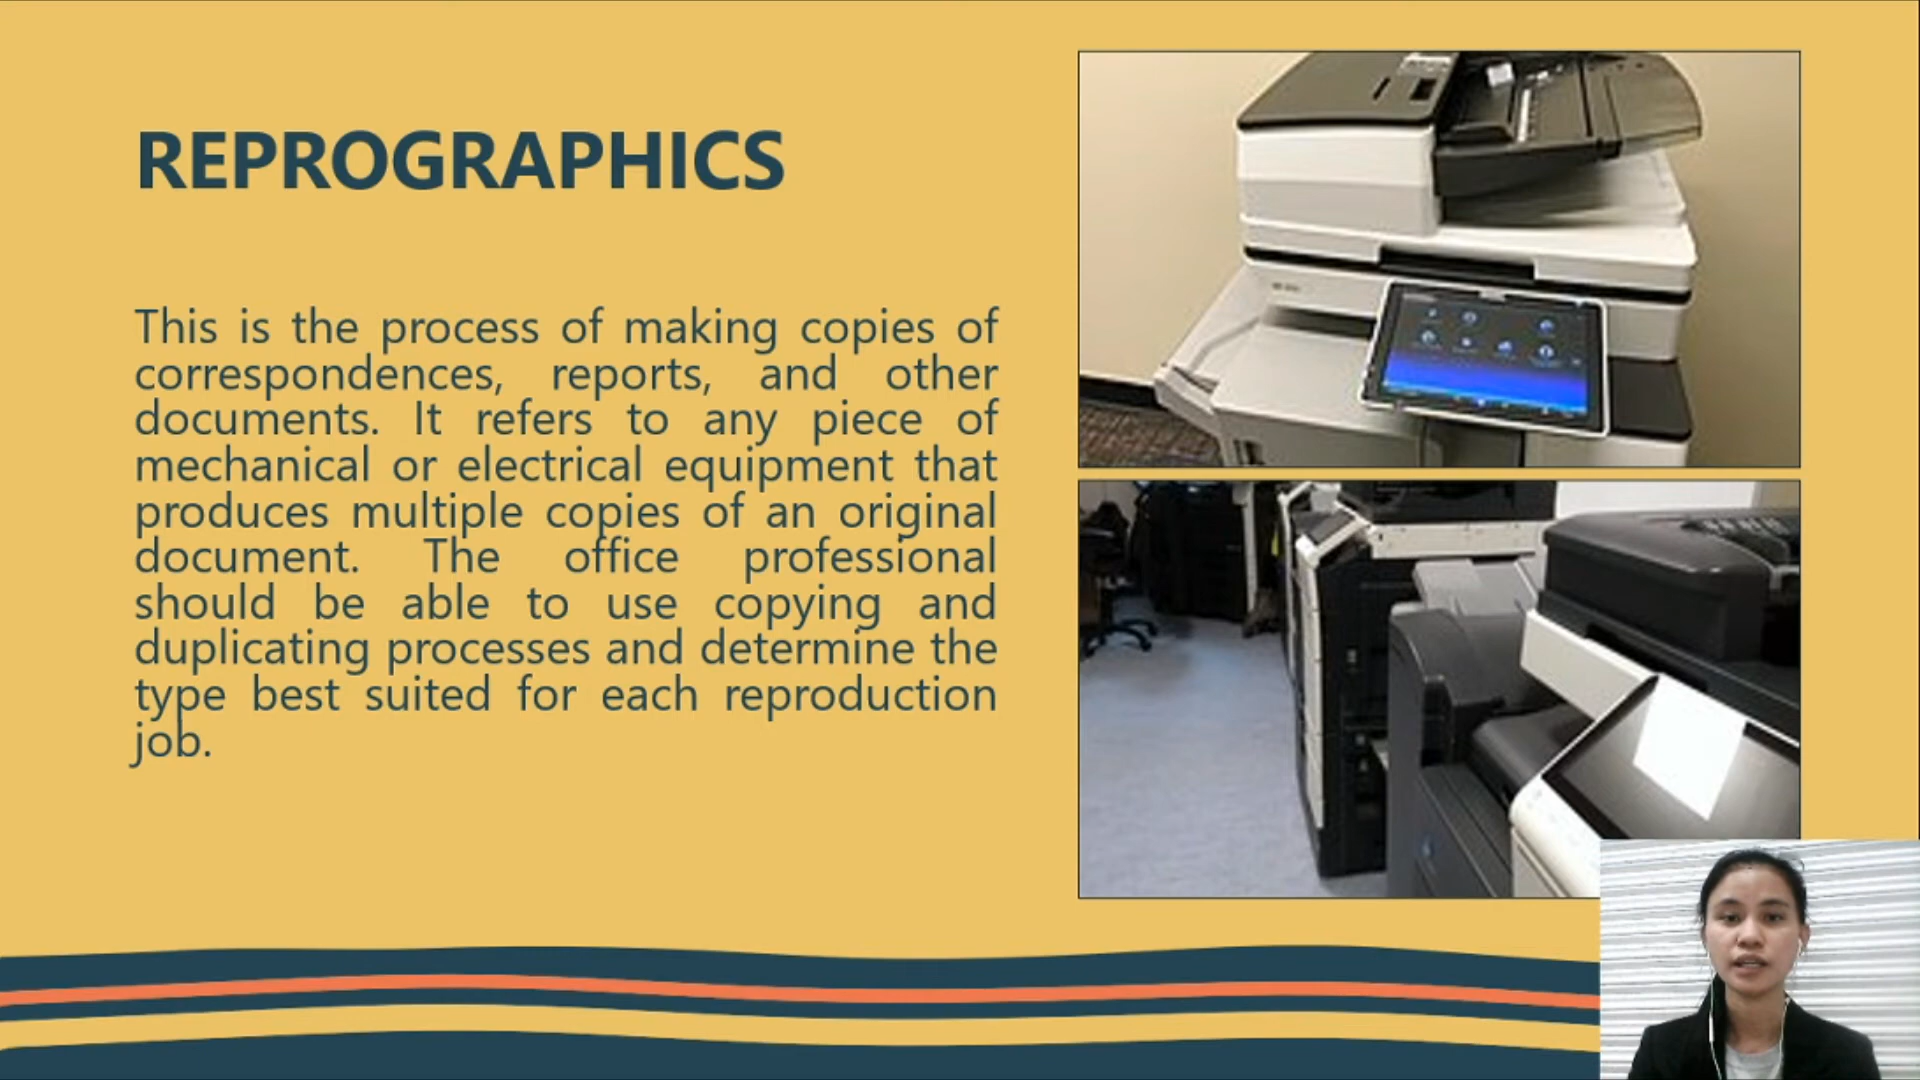 REPROGRAPHICS
This is the process of making copies of
correspondences, reports, and other
documents. It refers to any piece of
mechanical or electrical equipment that
produces multiple copies of an original
document. The office professional
should be able to use copying and
duplicating processes and determine the
type best suited for each reproduction
job.